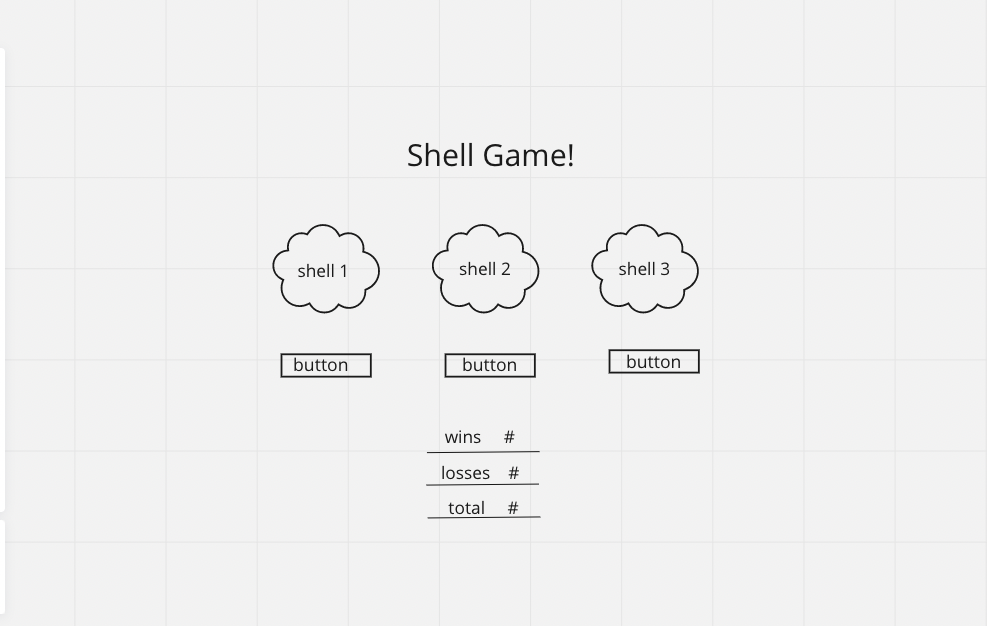 Shell Game!
shell 1 shell 2 shell 3
button button button
wins #
losses #
total #